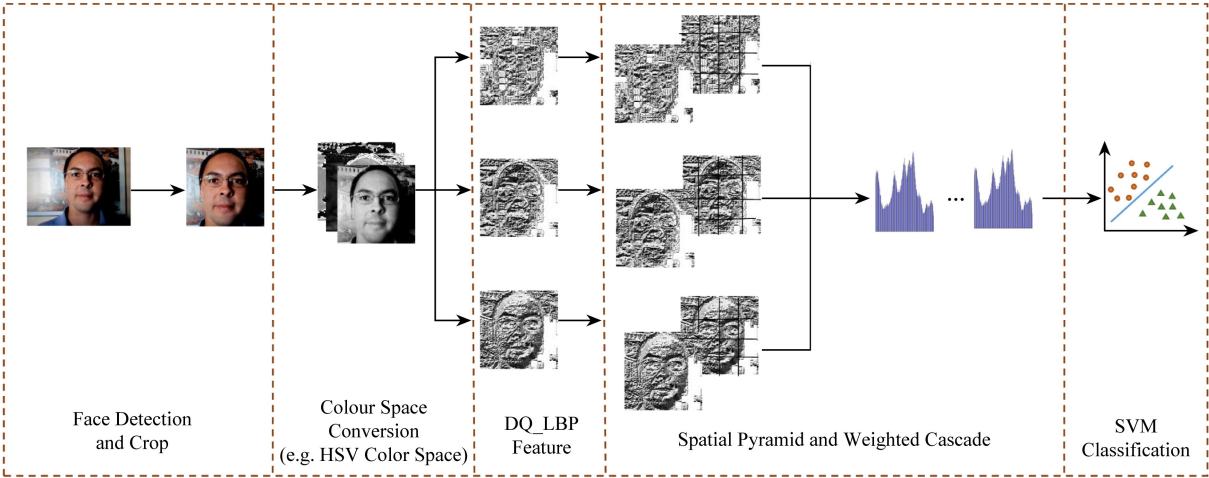 Face Detection
and Crop
Colour Space
Conversion
(e.g. HSV Color Space)
DQ_LBP
Feature
Spatial Pyramid and Weighted Cascade
...
SVM
Classification